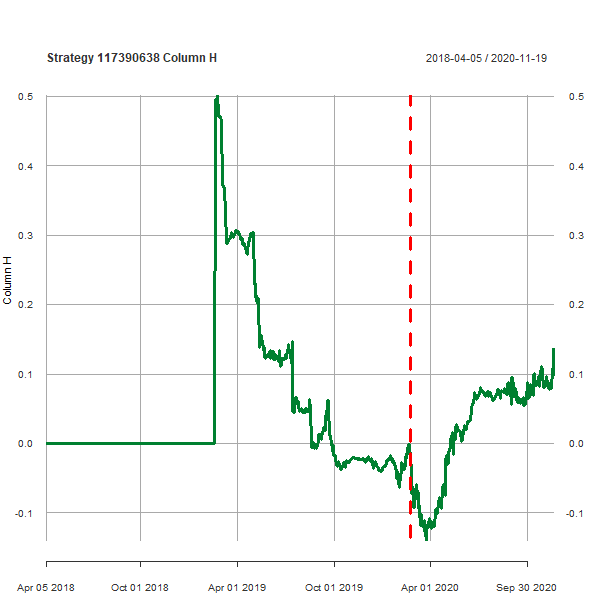 Strategy 117390638 Column H
2018-04-05 / 2020-11-19
0.5
0.4
0.3
0.2
0.1
0.0
-0.1
0.5
0.4
0.3
0.2
0.1
0.0
-0.1
Column H
Apr 05 2018
Oct 01 2018
Apr 01 2019
Oct 01 2019
Apr 01 2020
Sep 30 2020